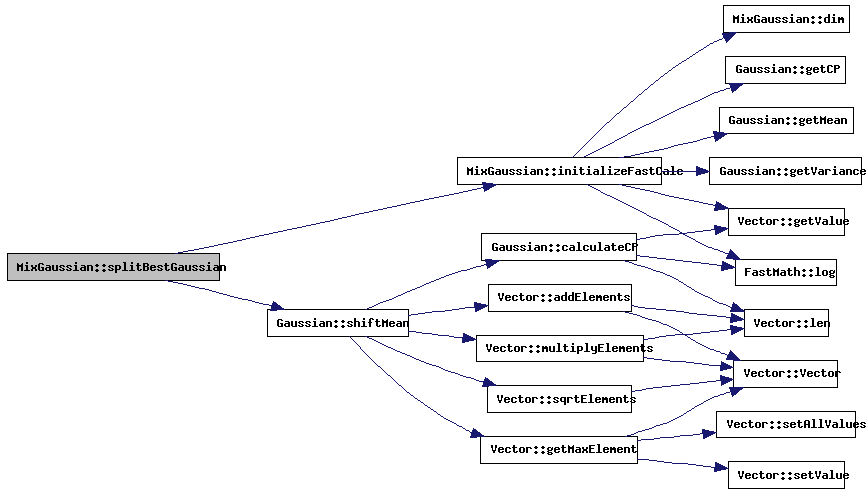 MixGaussian::dim
Gaussian::getCP
Gaussian::getMean
MixGaussian::initializeFastCalc
Gaussian::getVariance
Vector::getValue
Gaussian::calculateCP
MixGaussian::splitBestGaussian
FastMath::log
Vector::addElements
Gaussian::shiftMean
Vector::len
Vector::multiplyElements
Vector::Vector
Vector::sqrtElements
Vector::setAllValues
Vector::getMaxElement
Vector::setValue